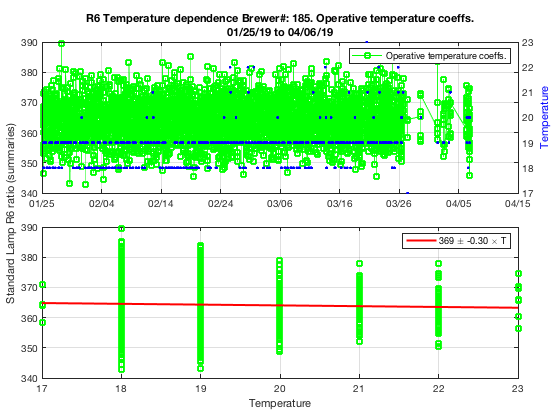 R6 Temperature dependence Brewer#: 185. Operative temperature coeffs.
01/25/19 to 04/06/19
390
380
370
360
350
340
23
22
21
20
19
18
17
Operative temperature coeffs.
Temperature
01/25 02/04 02/14 02/24 03/06 03/16 03/26 04/05 04/15
Standard Lamp R6 ratio (summaries)
390
380
370
360
350
340
369 ± -0.30 × T
17 18 19 20 21 22 23
Temperature